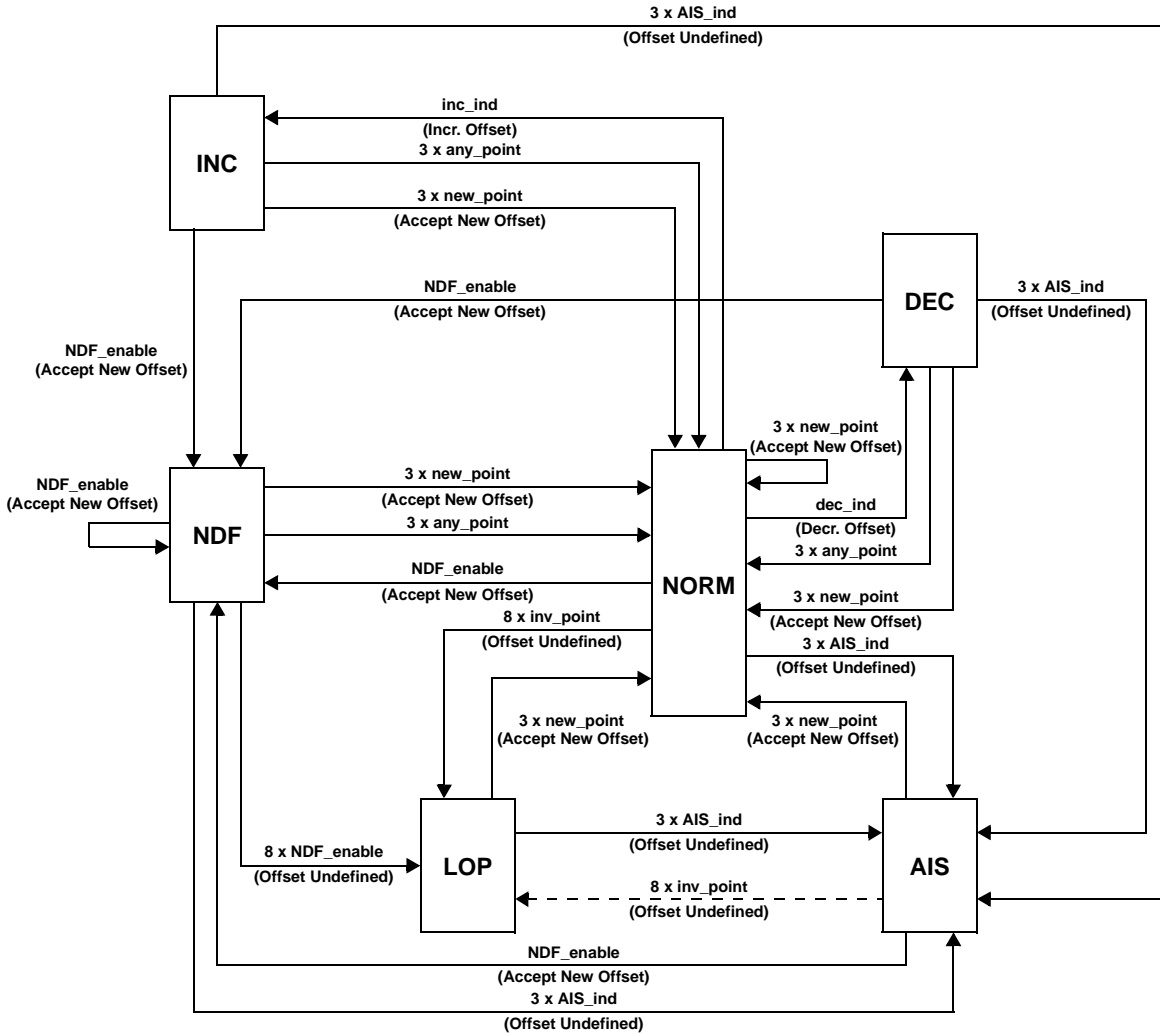 3 x AIS_ind
(Offset Undefined)
inc_ind
(Incr. Offset)
INC
3 x any_point
3 x new_point
(Accept New Offset)
NDF_enable
(Accept New Offset)
DEC
3 x AIS_ind
(Offset Undefined)
NDF_enable
(Accept New Offset)
3 x new_point
(Accept New Offset)
NDF_enable
(Accept New Offset)
3 x new_point
(Accept New Offset)
dec_ind
(Decr. Offset)
NDF
3 x any_point
3 x any_point
NDF_enable
(Accept New Offset)
NORM
3 x new_point
(Accept New Offset)
8 x inv_point
(Offset Undefined)
3 x AIS_ind
(Offset Undefined)
3 x new_point
(Accept New Offset)
3 x new_point
(Accept New Offset)
3 x AIS_ind
(Offset Undefined)
8 x NDF_enable
(Offset Undefined)
LOP
AIS
8 x inv_point
(Offset Undefined)
NDF_enable
(Accept New Offset)
3 x AIS_ind
(Offset Undefined)